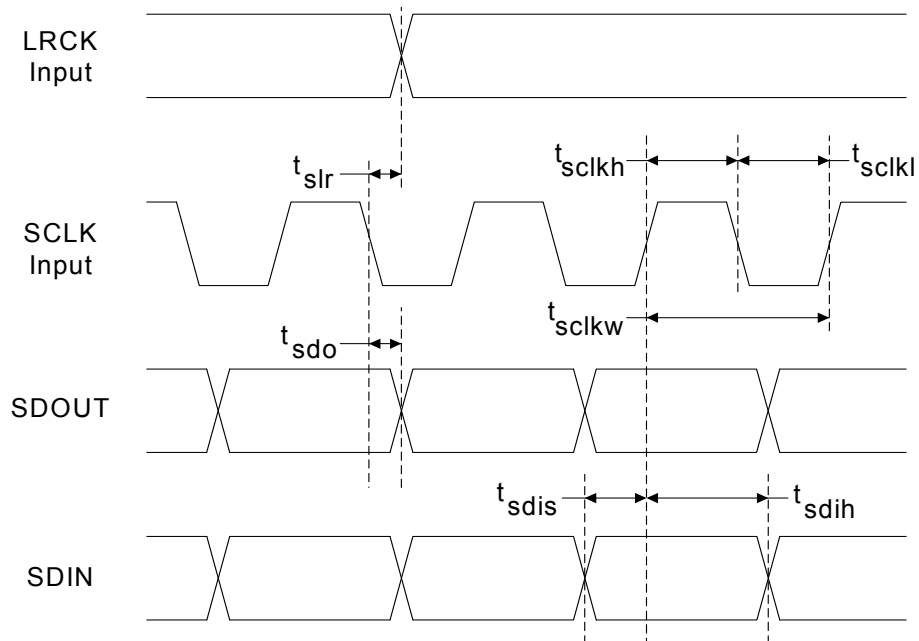 LRCK
Input
t slr
t sclkh
t sclkl
SCLK
Input
t sclkw
t sdo
SDOUT
t sdis
t sdih
SDIN